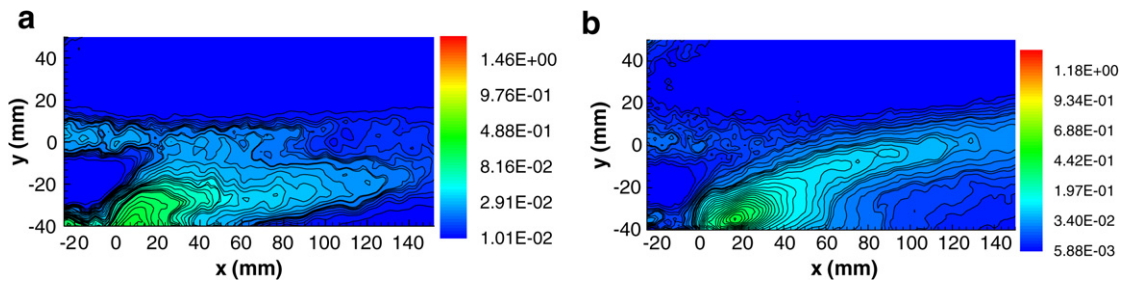 a
40
20
0
-20
-40
y (mm)
-20 0 20 40 60 80 100 120 140
x (mm)
1.46E+00
9.76E-01
4.88E-01
8.16E-02
2.91E-02
1.01E-02
b
40
20
0
-20
-40
y (mm)
-20 0 20 40 60 80 100 120 140
x (mm)
1.18E+00
9.34E-01
6.88E-01
4.42E-01
1.97E-01
3.40E-02
5.88E-03